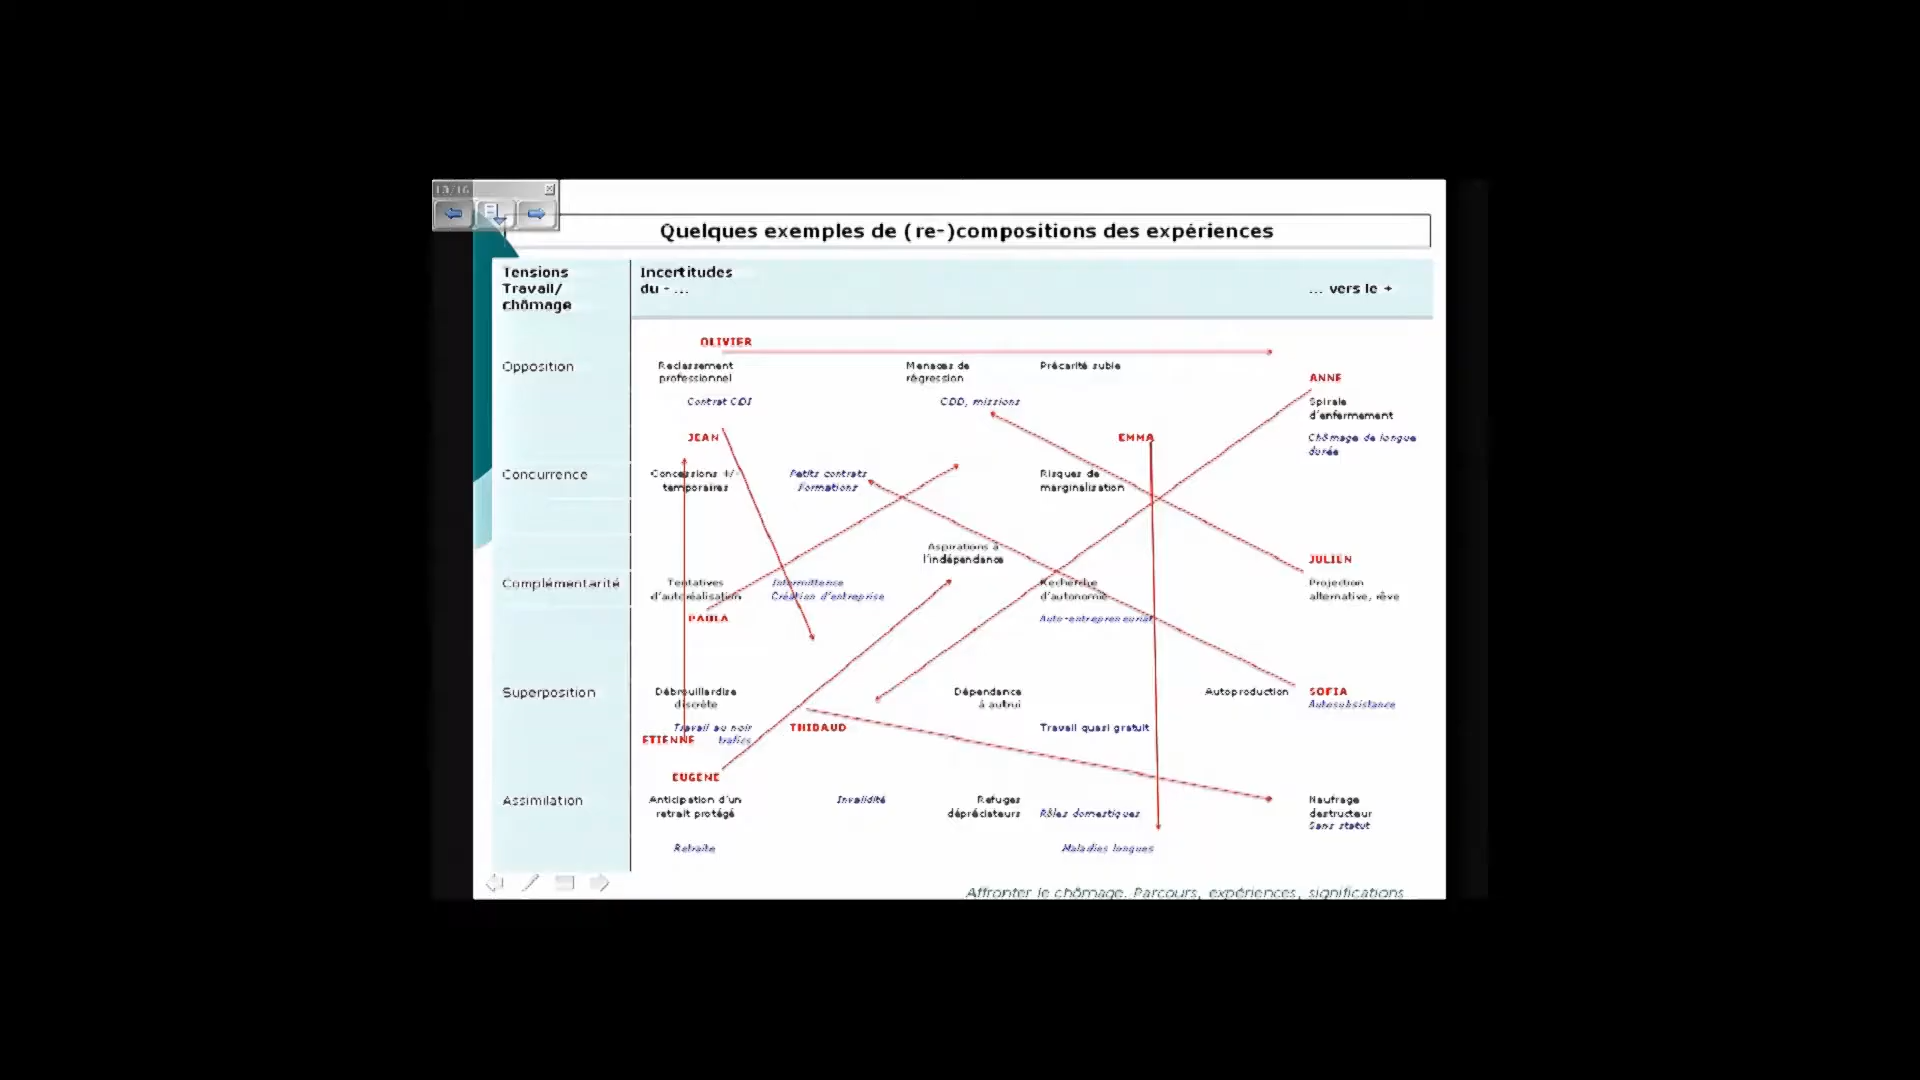 13/16
Quelques exemples de (re-)compositions des expériences
Tensions
Travail/
chômage
Incertitudes
du - ...
... vers le +
OLIVIER
Opposition
Reclassement
professionnel
Menaces de
régression
Précarité subie
ANNE
Contrat CDI
CDD, missions
Spirale
d'enfermement
Chômage de longue
durée
JEAN
EMMA
Concurrence
Concessions +/-
temporaires
Petits contrats
Formations
Risques de
marginalisation
Aspirations à
l'indépendance
JULIEN
Complémentarité
Tentatives
d'autoréalisation
Intermittence
Création d'entreprise
Recherche
d'autonomie
Projection
alternative, rêve
PAULA
Auto-entrepreneuriat
Superposition
Débrouillardise
discrète
Dépendance
à autrui
Autoproduction
SOFIA
Autosubsistance
Travail au noir
trafics
THIBAUD
Travail quasi gratuit
ETIENNE
EUGENE
Assimilation
Anticipation d'un
retrait protégé
Invalidité
Refuges
dépréciateurs
Rôles domestiques
Naufrage
destructeur
Sans statut
Retraite
Maladies longues
Affronter le chômage. Parcours, expériences, significations